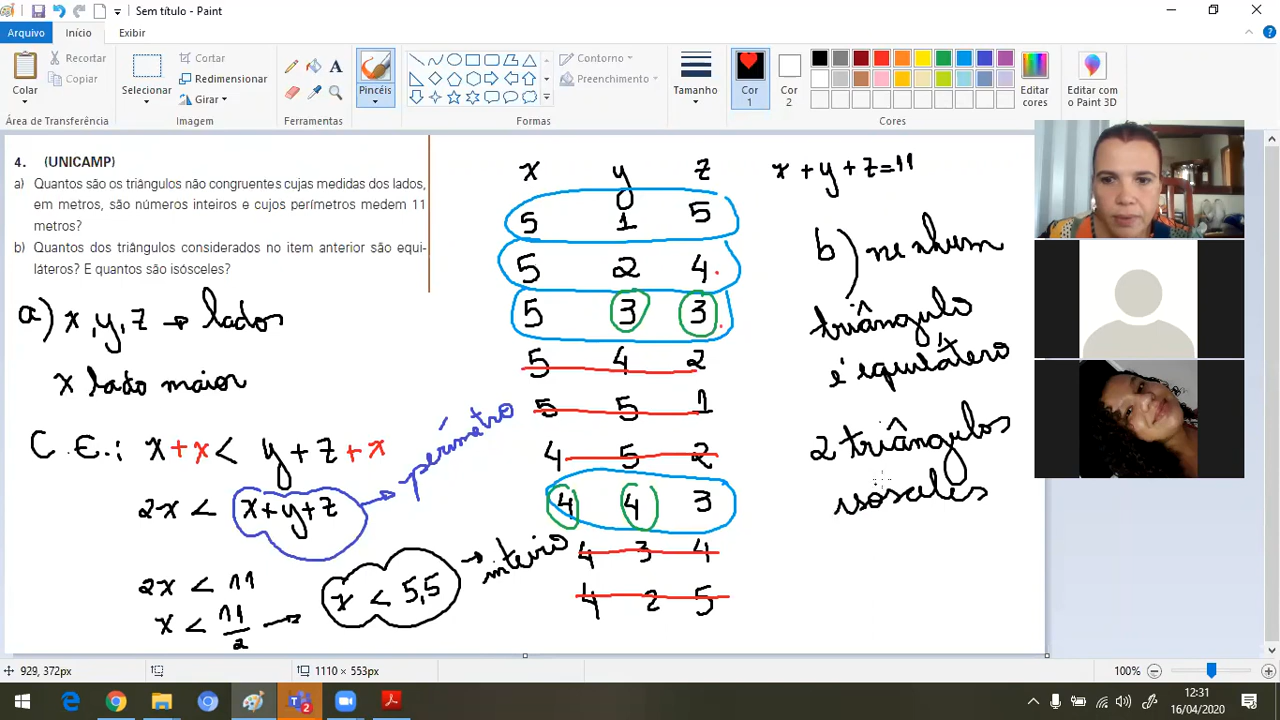 Sem título - Paint
Arquivo
Início
Exibir
Colar
Recortar
Copiar
Área de Transferência
Selecionar
Cortar
Redimensionar
Girar
Imagem
A
Ferramentas
Pincéis
Contorno
Preenchimento
Formas
Tamanho
Cor 1
Cor 2
Editar cores
Editar com o Paint 3D
Cores
4. (UNICAMP)
a) Quantos são os triângulos não congruentes cujas medidas dos lados,
em metros, são números inteiros e cujos perímetros medem 11
metros?
b) Quantos dos triângulos considerados no item anterior são equi-
láteros? E quantos são isósceles?
a) x, y, z → lados
x lado maior
C.E.: x + x < y + z + x
2x < x+y+z → perímetro
2x < 11
x < 11/2 → x < 5,5 → inteiro
x y z
5 1 5
5 2 4
5 3 3
5 4 2
5 5 1
4 5 2
4 4 3
4 3 4
4 2 5
x + y + z = 11
b) nenhum
triângulo
é equilátero
2 triângulos
isósceles
929, 372px
1110 × 553px
100%
12:31
16/04/2020